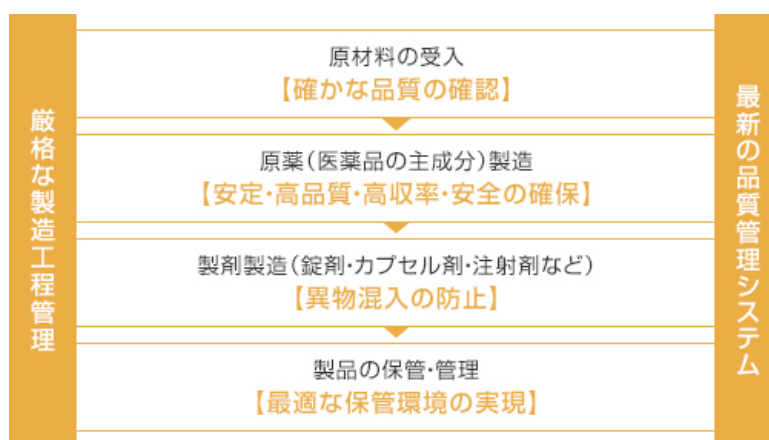 厳格な製造工程管理
原材料の受入
【確かな品質の確認】
原薬(医薬品の主成分)製造
【安定・高品質・高収率・安全の確保】
製剤製造(錠剤・カプセル剤・注射剤など)
【異物混入の防止】
製品の保管・管理
【最適な保管環境の実現】
最新の品質管理システム